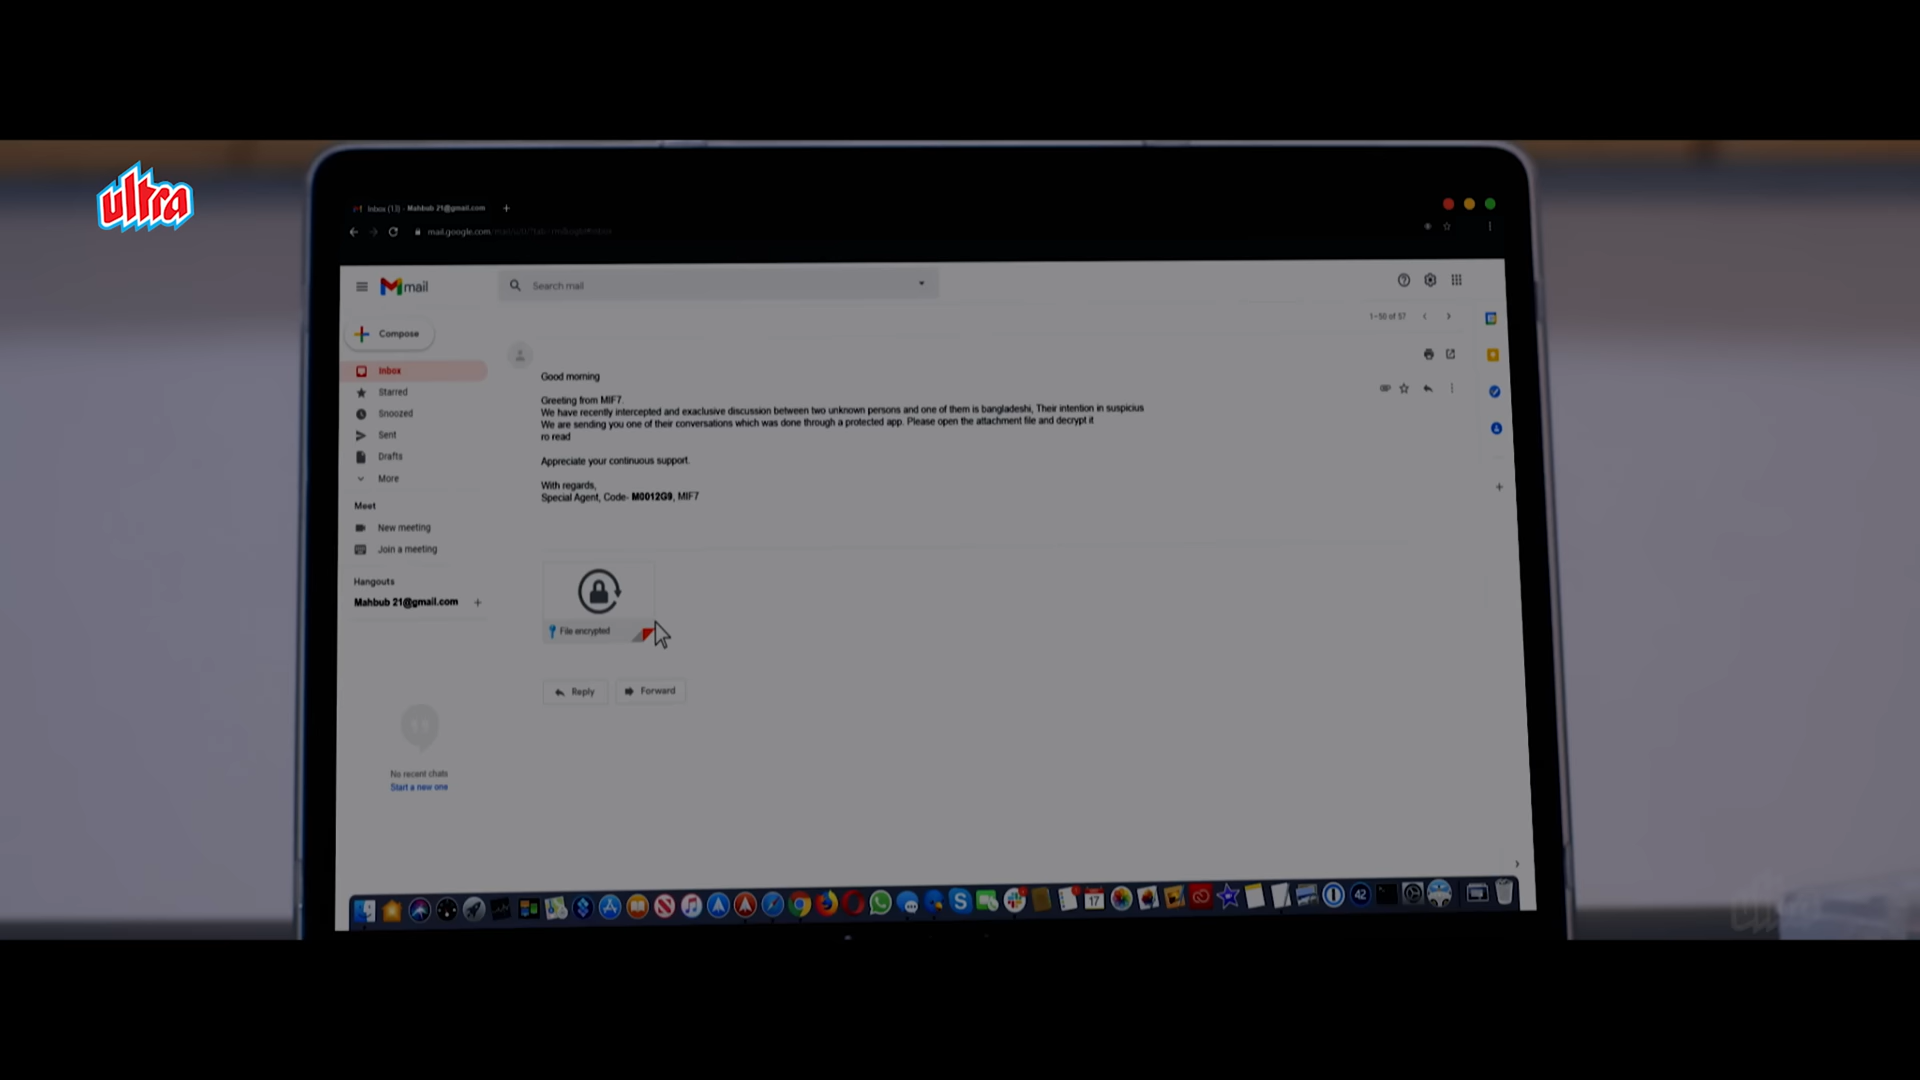 ultra
Inbox (13) - Mahbub 21@gmail.com
mail.google.com
Mmail
Search mail
1-50 of 57
Compose
Inbox
Starred
Snoozed
Sent
Drafts
More
Meet
New meeting
Join a meeting
Hangouts
Mahbub 21@gmail.com
No recent chats
Start a new one
Good morning
Greeting from MIF7.
We have recently intercepted and exaclusive discussion between two unknown persons and one of them is bangladeshi, Their intention in suspicius
We are sending you one of their conversations which was done through a protected app. Please open the attachment file and decrypt it
ro read
Appreciate your continuous support.
With regards,
Special Agent, Code- M0012G9, MIF7
File encrypted
Reply
Forward
17
42
ultra